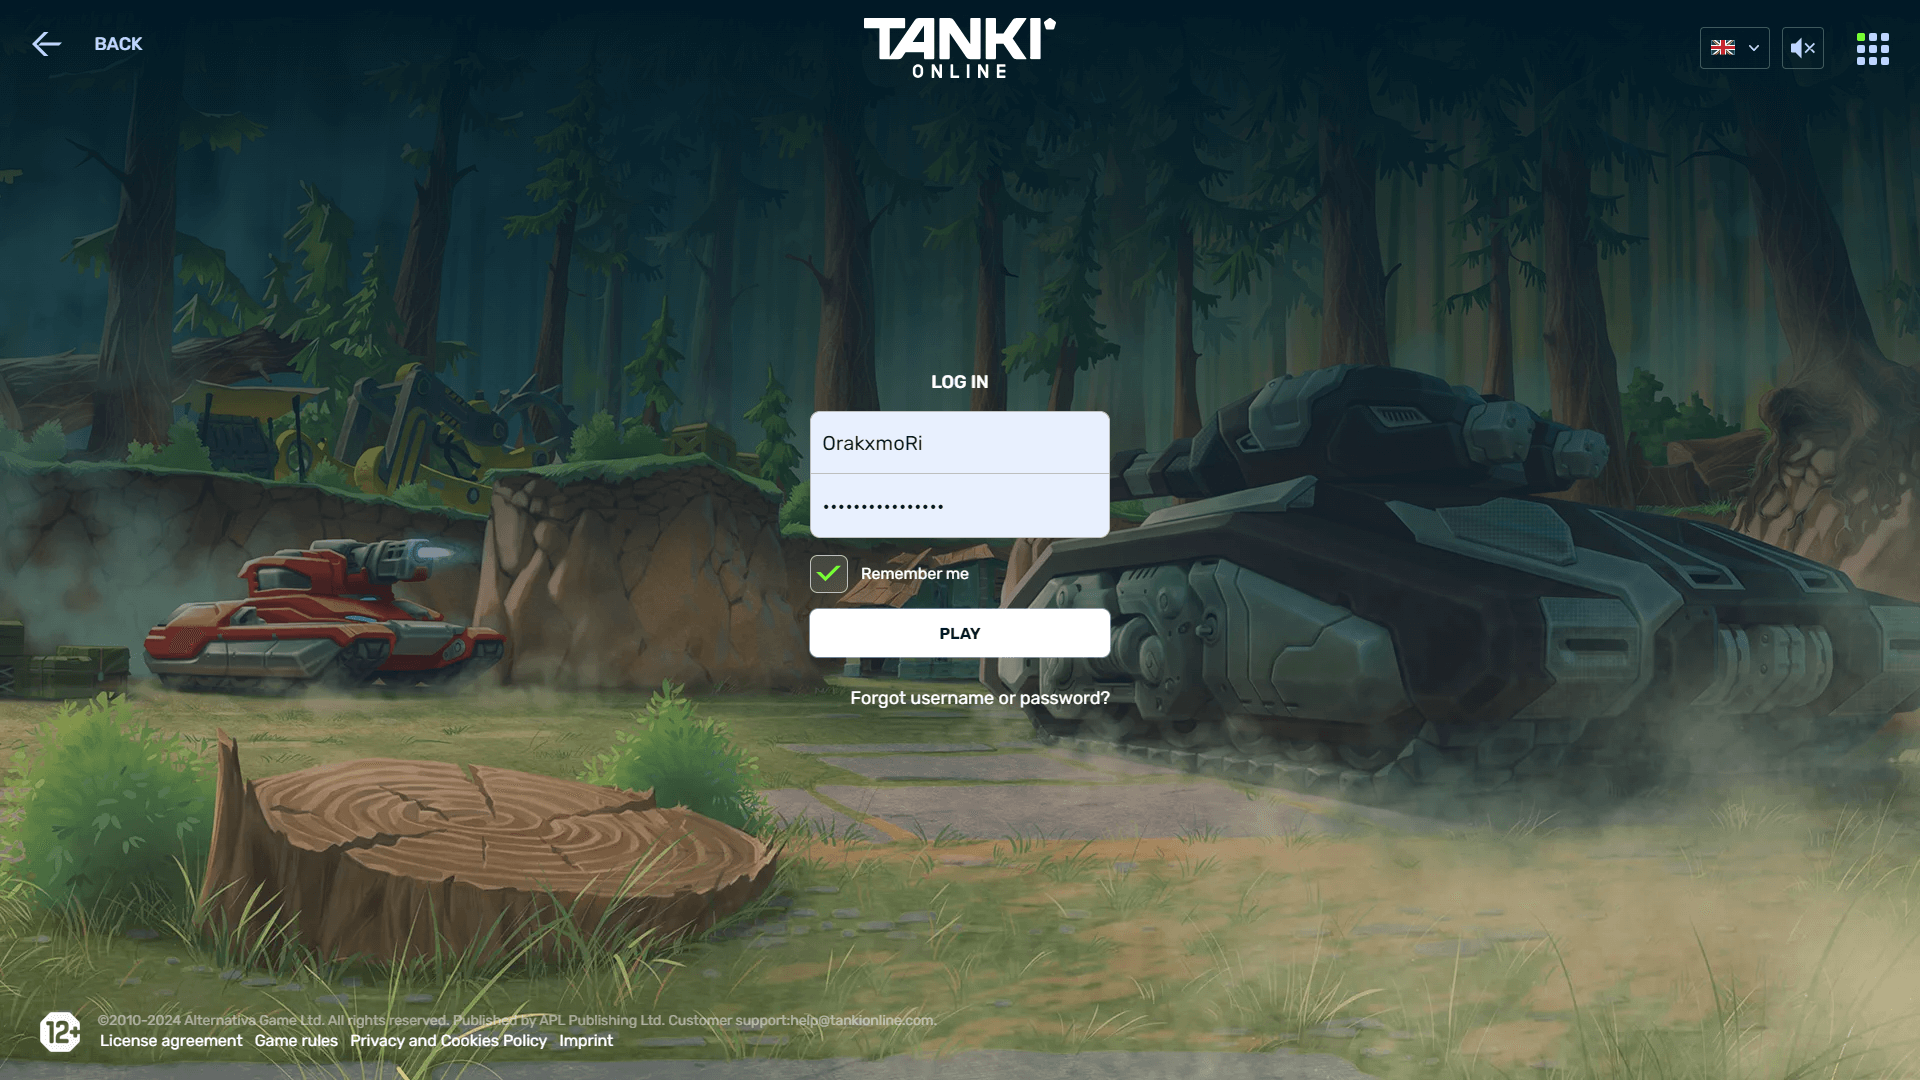 BACK
TANKI
ONLINE
LOG IN
OrakxmoRi
••••••••••••••••
Remember me
PLAY
Forgot username or password?
12+
©2010-2024 Alternativa Game Ltd. All rights reserved. Published by APL Publishing Ltd. Customer support:help@tankionline.com.
License agreement Game rules Privacy and Cookies Policy Imprint